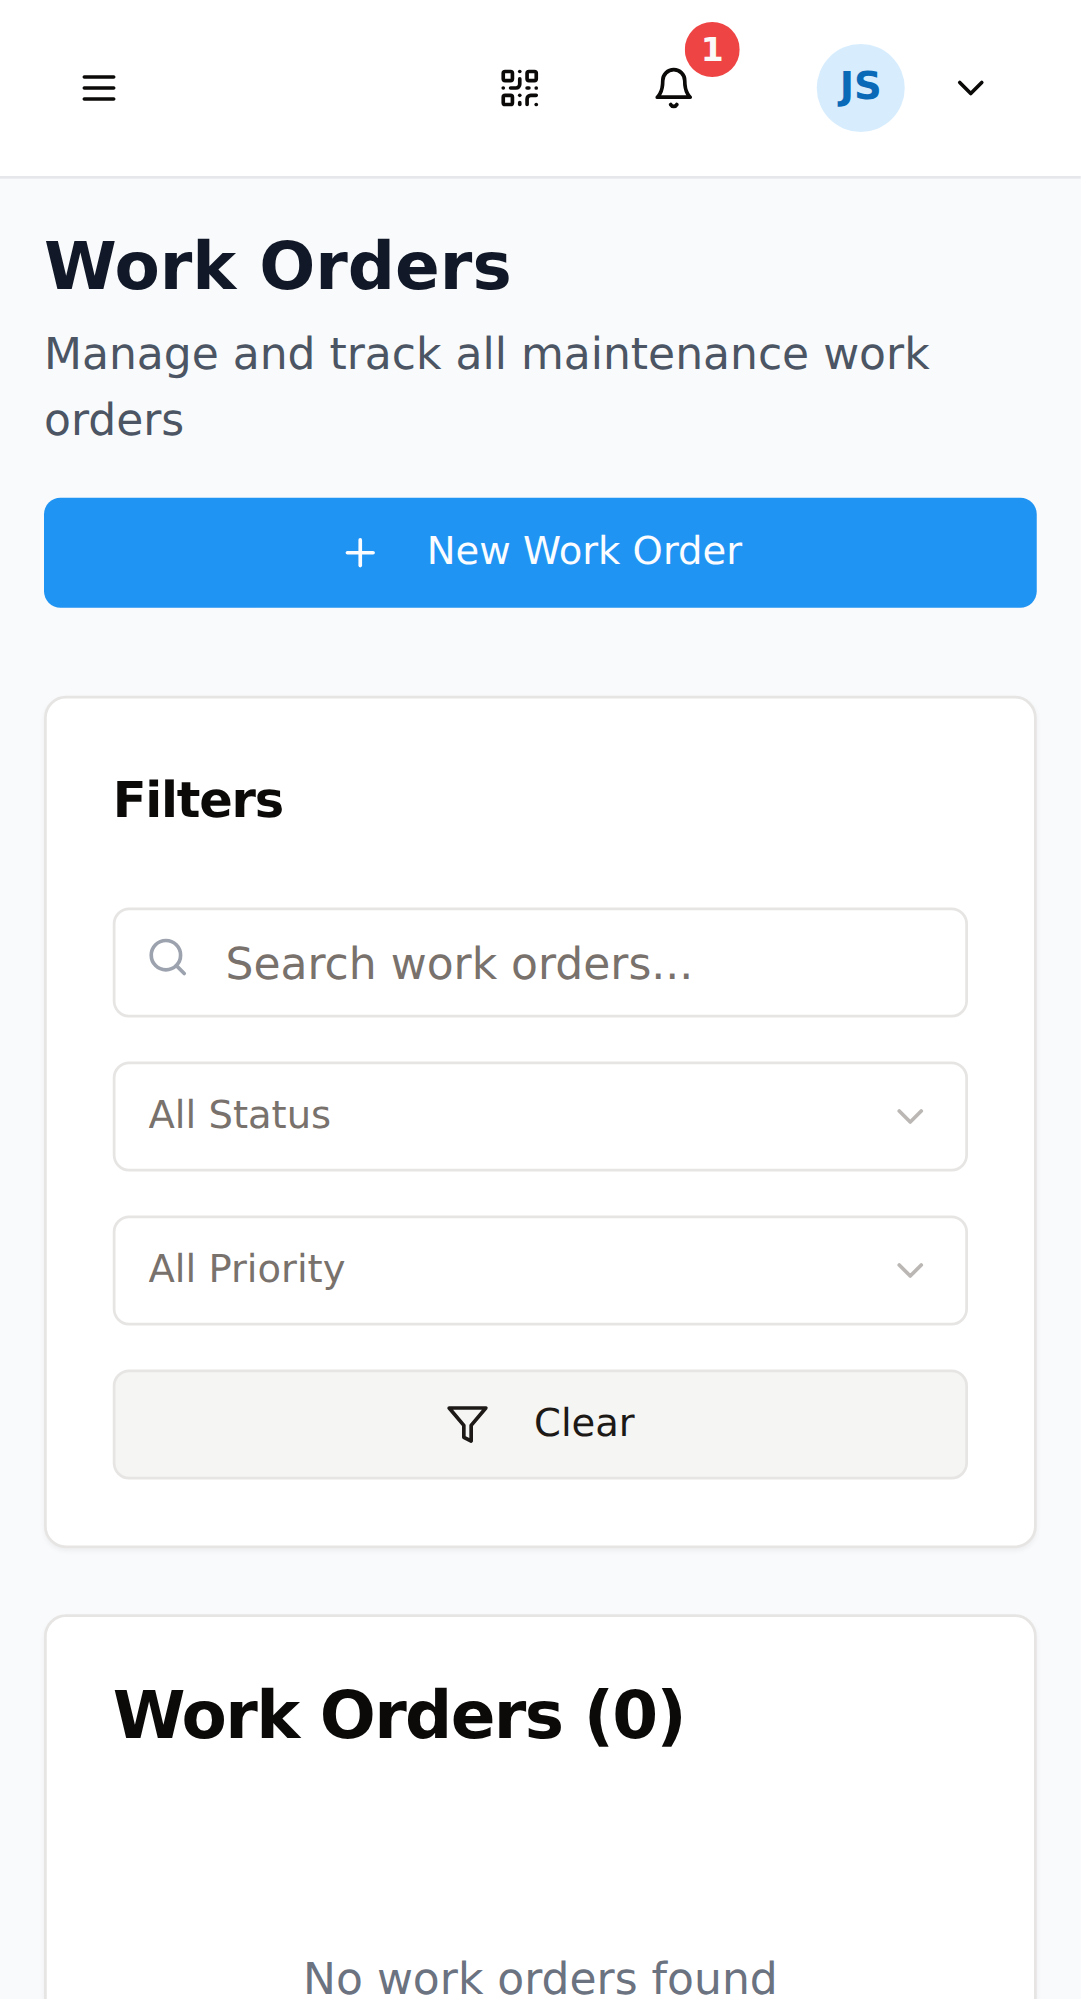 1
JS
Work Orders
Manage and track all maintenance work
orders
New Work Order
Filters
Search work orders...
All Status
All Priority
Clear
Work Orders (0)
No work orders found